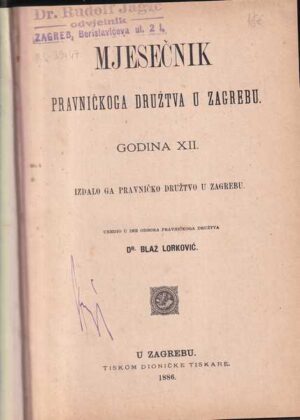 Dr. Rudolf Jagić
odvjetnik
ZAGREB, Berislavićeva ul. 2 I.
MJESEČNIK
PRAVNIČKOGA DRUŽTVA U ZAGREBU.
GODINA XII.
IZDALO GA PRAVNIČKO DRUŽTVO U ZAGREBU.
UREDIO U IME ODBORA PRAVNIČKOGA DRUŽTVA
DR. BLAŽ LORKOVIĆ.
U ZAGREBU.
TISKOM DIONIČKE TISKARE.
1886.